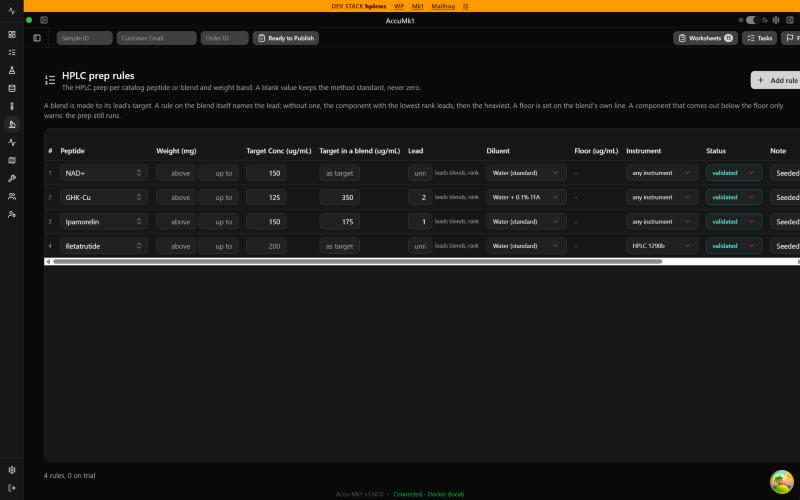 DEV STACK hplcws WP Mk1 Mailhog IS
AccuMk1
Sample ID Customer Email Order ID Ready to Publish Worksheets Tasks
HPLC prep rules
The HPLC prep per catalog peptide or blend and weight band. A blank value keeps the method standard, never zero.
+ Add rule
A blend is made to its lead's target. A rule on the blend itself names the lead; without one, the component with the lowest rank leads, then the heaviest. A floor is set on the blend's own line. A component that comes out below the floor only
warns: the prep still runs.
# Peptide Weight (mg) Target Conc (ug/mL) Target in a blend (ug/mL) Lead Diluent Floor (ug/mL) Instrument Status Note
1 NAD+ above up to 150 as target leads blends, rank Water (standard) - any instrument validated Seeded
2 GHK-Cu above up to 125 350 2 leads blends, rank Water + 0.1% TFA - any instrument validated Seeded
3 Ipamorelin above up to 150 175 1 leads blends, rank Water (standard) - any instrument validated Seeded
4 Retatrutide above up to 200 as target leads blends, rank Water (standard) - HPLC 1290b validated Seeded
4 rules, 0 on trial
Accu-Mk1 v1.60.0 • Connected - Docker (local)